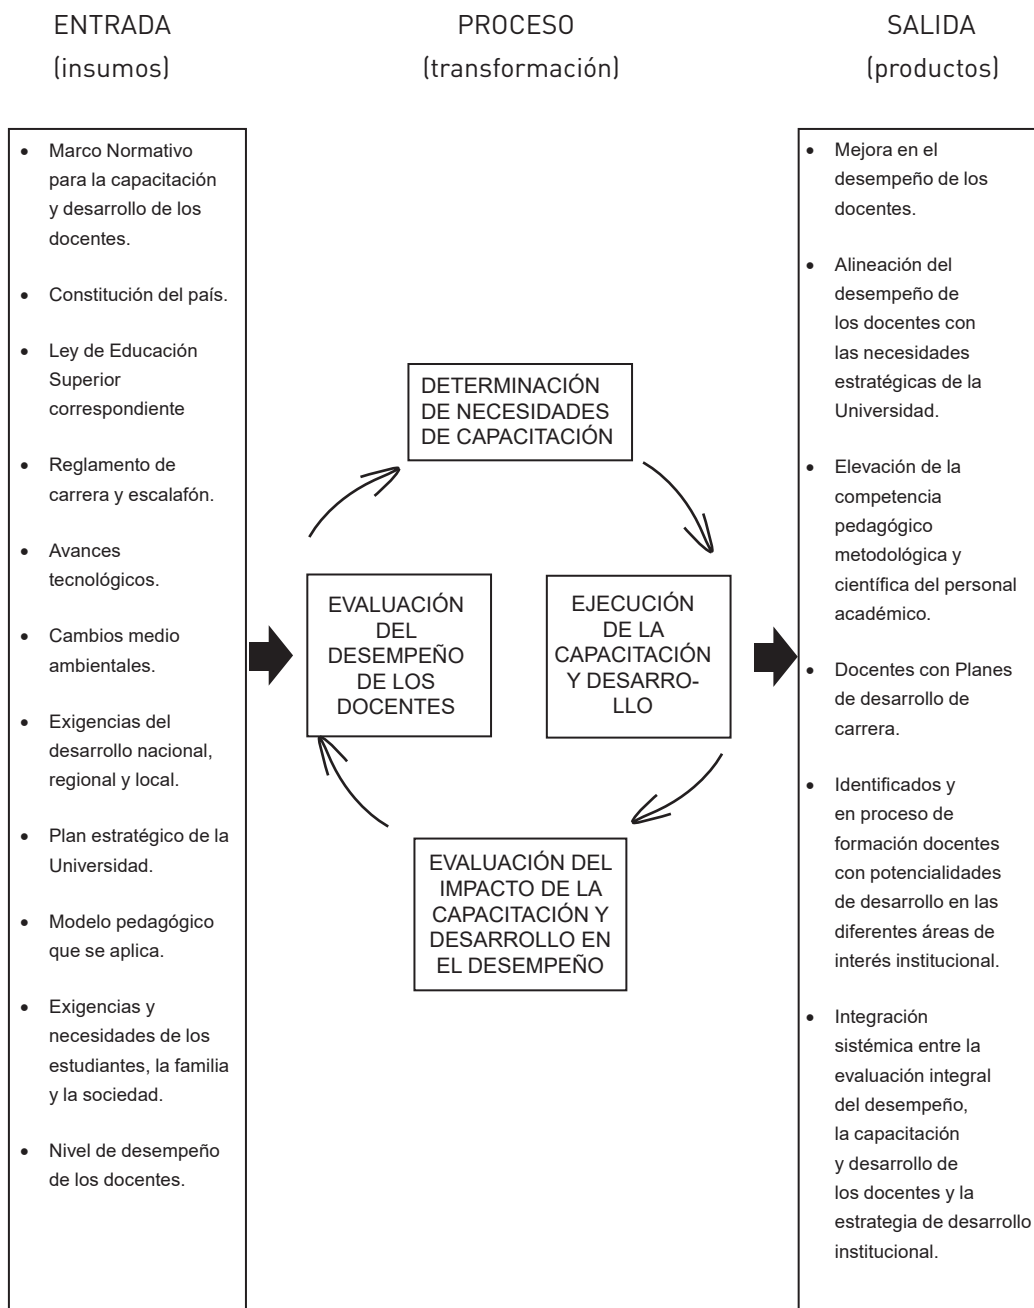 ENTRADA
(insumos)
PROCESO
(transformación)
SALIDA
(productos)
• Marco Normativo
para la capacitación
y desarrollo de los
docentes.
• Constitución del país.
• Ley de Educación
Superior
correspondiente
• Reglamento de
carrera y escalafón.
• Avances
tecnológicos.
• Cambios medio
ambientales.
• Exigencias del
desarrollo nacional,
regional y local.
• Plan estratégico de la
Universidad.
• Modelo pedagógico
que se aplica.
• Exigencias y
necesidades de los
estudiantes, la familia
y la sociedad.
• Nivel de desempeño
de los docentes.
DETERMINACIÓN
DE NECESIDADES
DE CAPACITACIÓN
EVALUACIÓN
DEL
DESEMPEÑO
DE LOS
DOCENTES
EJECUCIÓN
DE LA
CAPACITACIÓN
Y DESARRO-
LLO
EVALUACIÓN DEL
IMPACTO DE LA
CAPACITACIÓN Y
DESARROLLO EN
EL DESEMPEÑO
• Mejora en el
desempeño de los
docentes.
• Alineación del
desempeño de
los docentes con
las necesidades
estratégicas de la
Universidad.
• Elevación de la
competencia
pedagógico
metodológica y
científica del personal
académico.
• Docentes con Planes
de desarrollo de
carrera.
• Identificados y
en proceso de
formación docentes
con potencialidades
de desarrollo en las
diferentes áreas de
interés institucional.
• Integración
sistémica entre la
evaluación integral
del desempeño,
la capacitación
y desarrollo de
los docentes y la
estrategia de desarrollo
institucional.